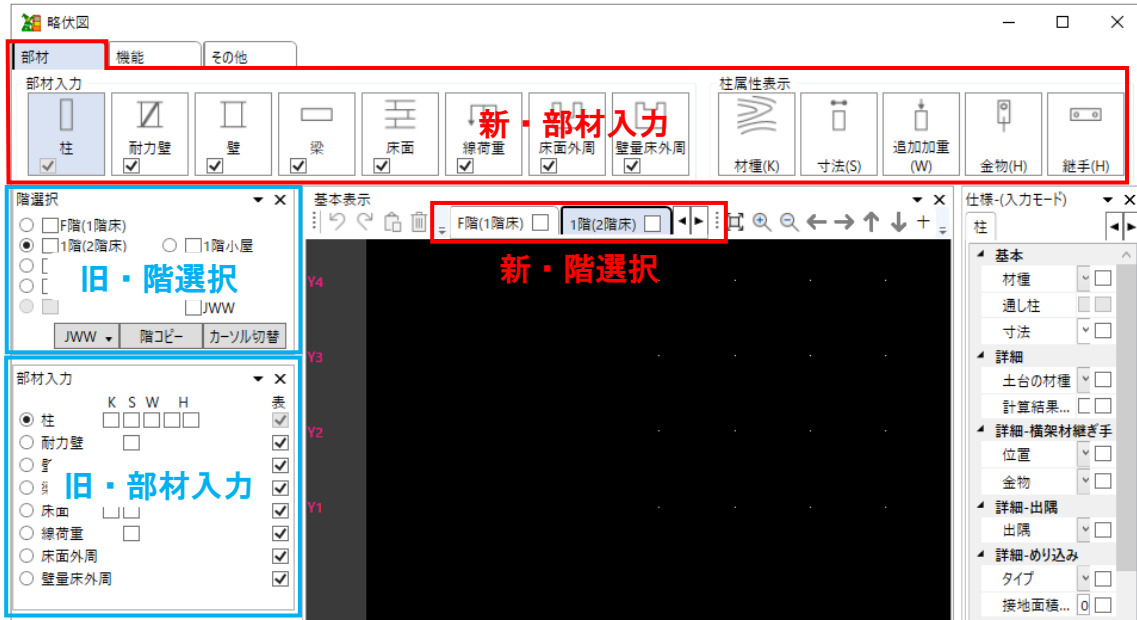 略伏図
部材 機能 その他
部材入力 柱属性表示
柱 耐力壁 壁 梁 床面 線荷重 床面外周 壁量床外周 材種(K) 寸法(S) 追加加重(W) 金物(H) 継手(H)
新・部材入力
階選択
F階(1階床)
1階(2階床) 1階小屋
JWW
JWW 階コピー カーソル切替
旧・階選択
部材入力
K S W H 表
柱
耐力壁
床面
線荷重
床面外周
壁量床外周
旧・部材入力
基本表示
F階(1階床) 1階(2階床)
新・階選択
Y4
Y3
Y2
Y1
仕様-(入力モード)
柱
基本
材種
通し柱
寸法
詳細
土台の材種
計算結果...
詳細-横架材継ぎ手
位置
金物
詳細-出隅
出隅
詳細-めり込み
タイプ
接地面積... 0